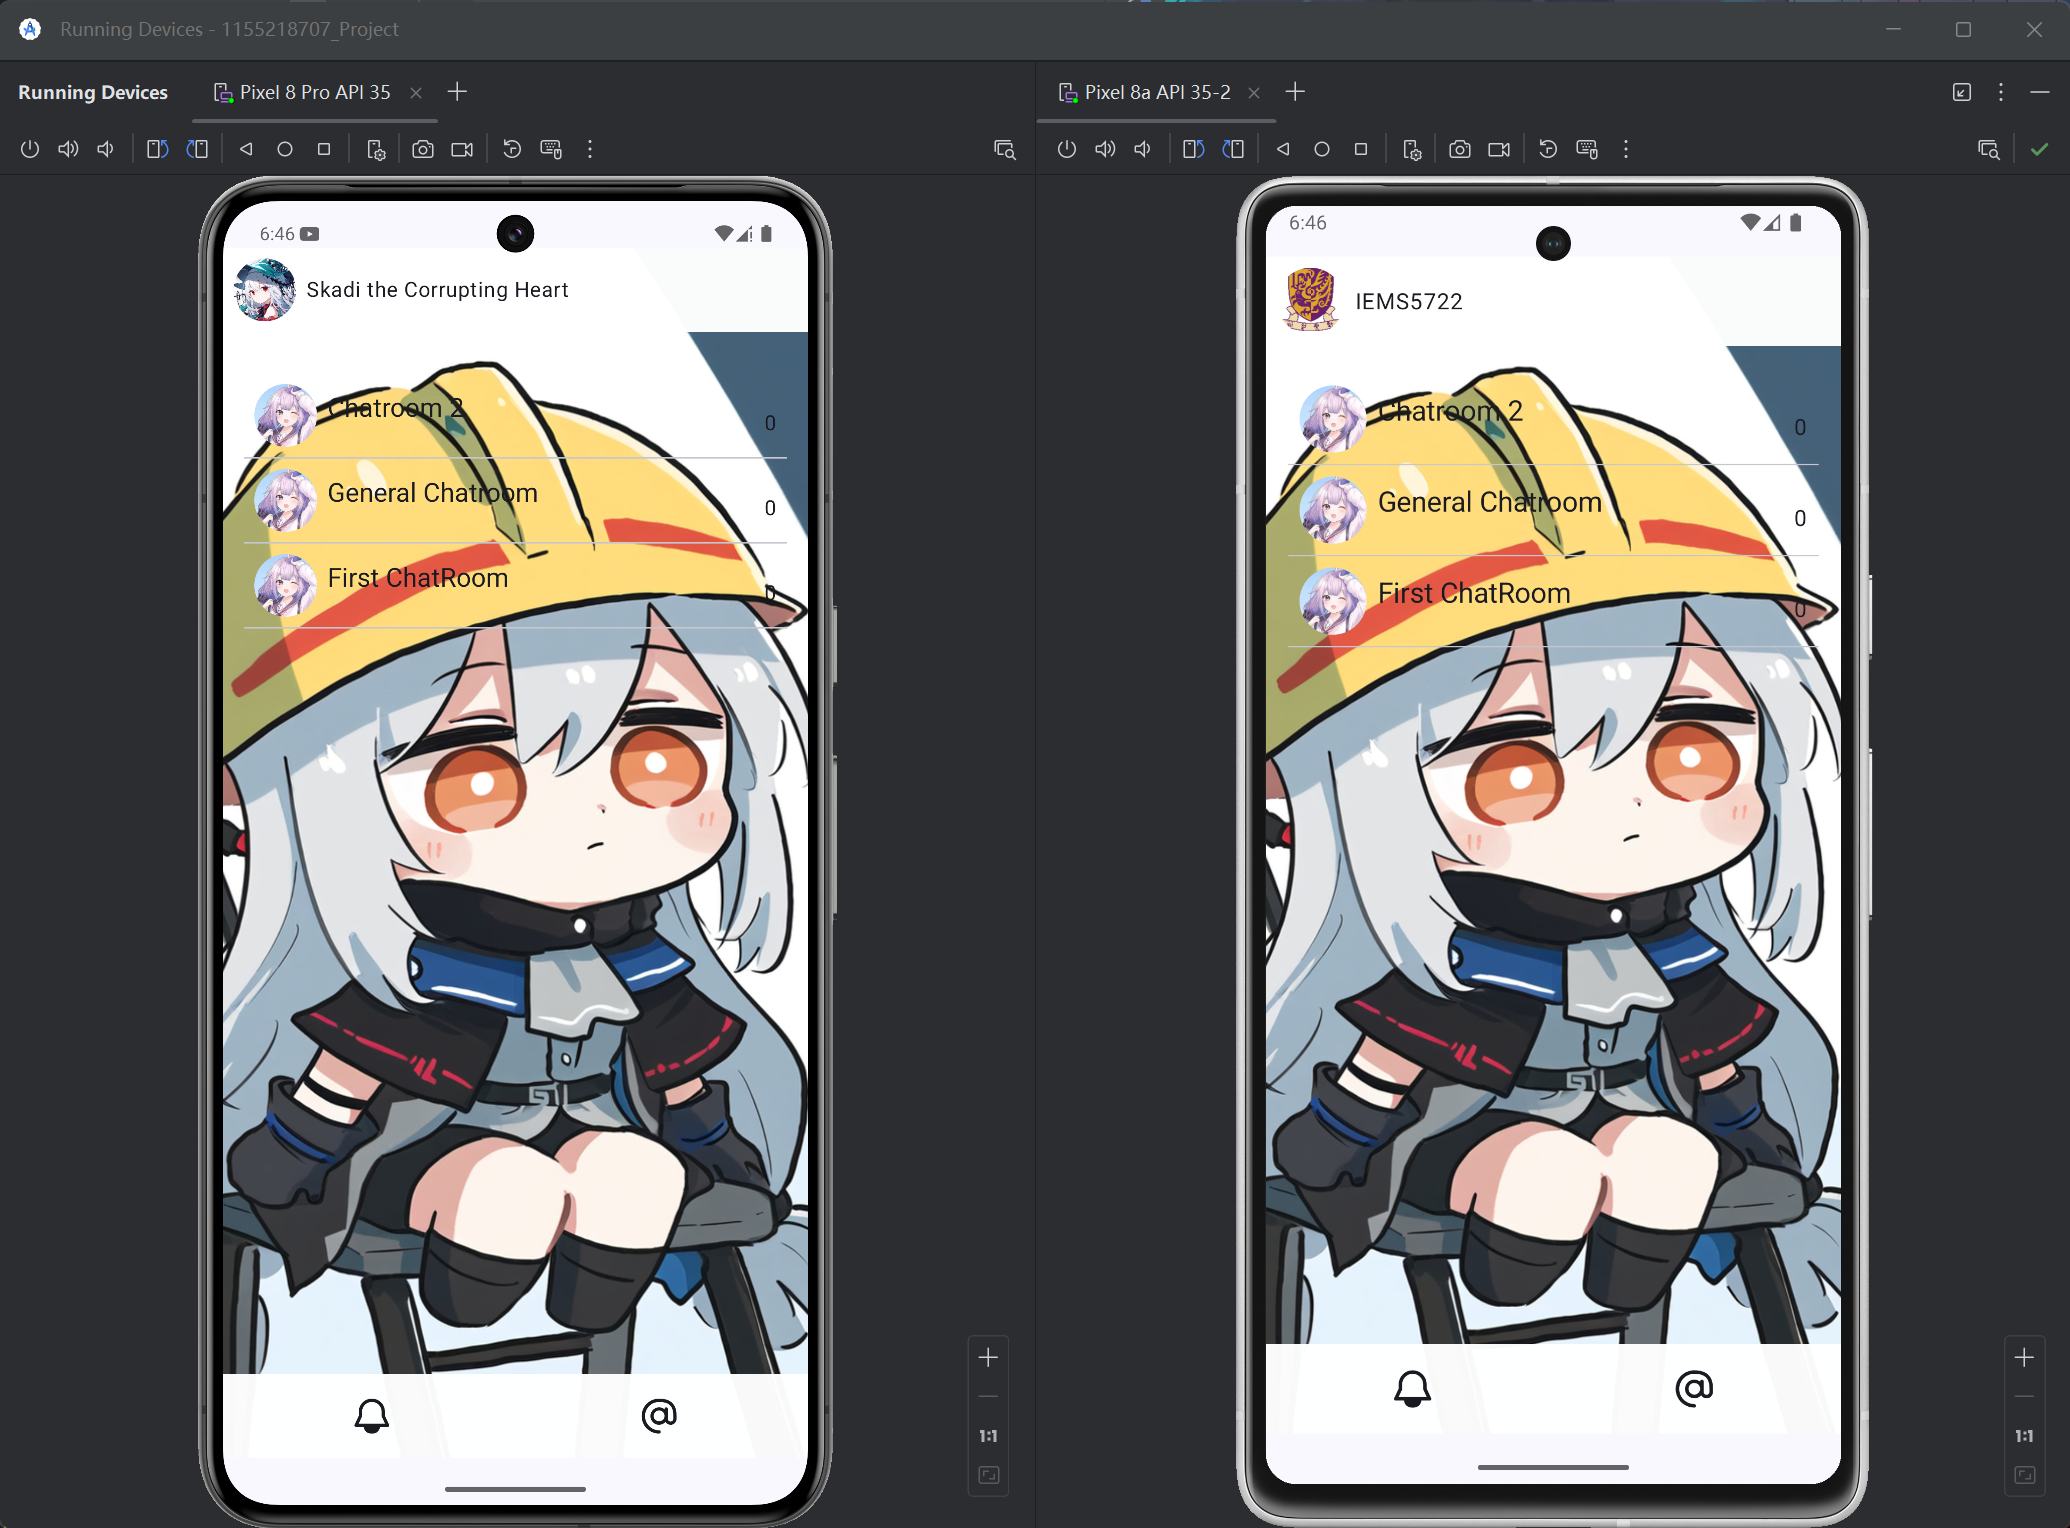 Running Devices - 1155218707_Project
Running Devices
Pixel 8 Pro API 35
6:46
Skadi the Corrupting Heart
Chatroom 2
0
General Chatroom
0
First ChatRoom
0
@
1:1
Pixel 8a API 35-2
6:46
IEMS5722
Chatroom 2
0
General Chatroom
0
First ChatRoom
0
@
1:1